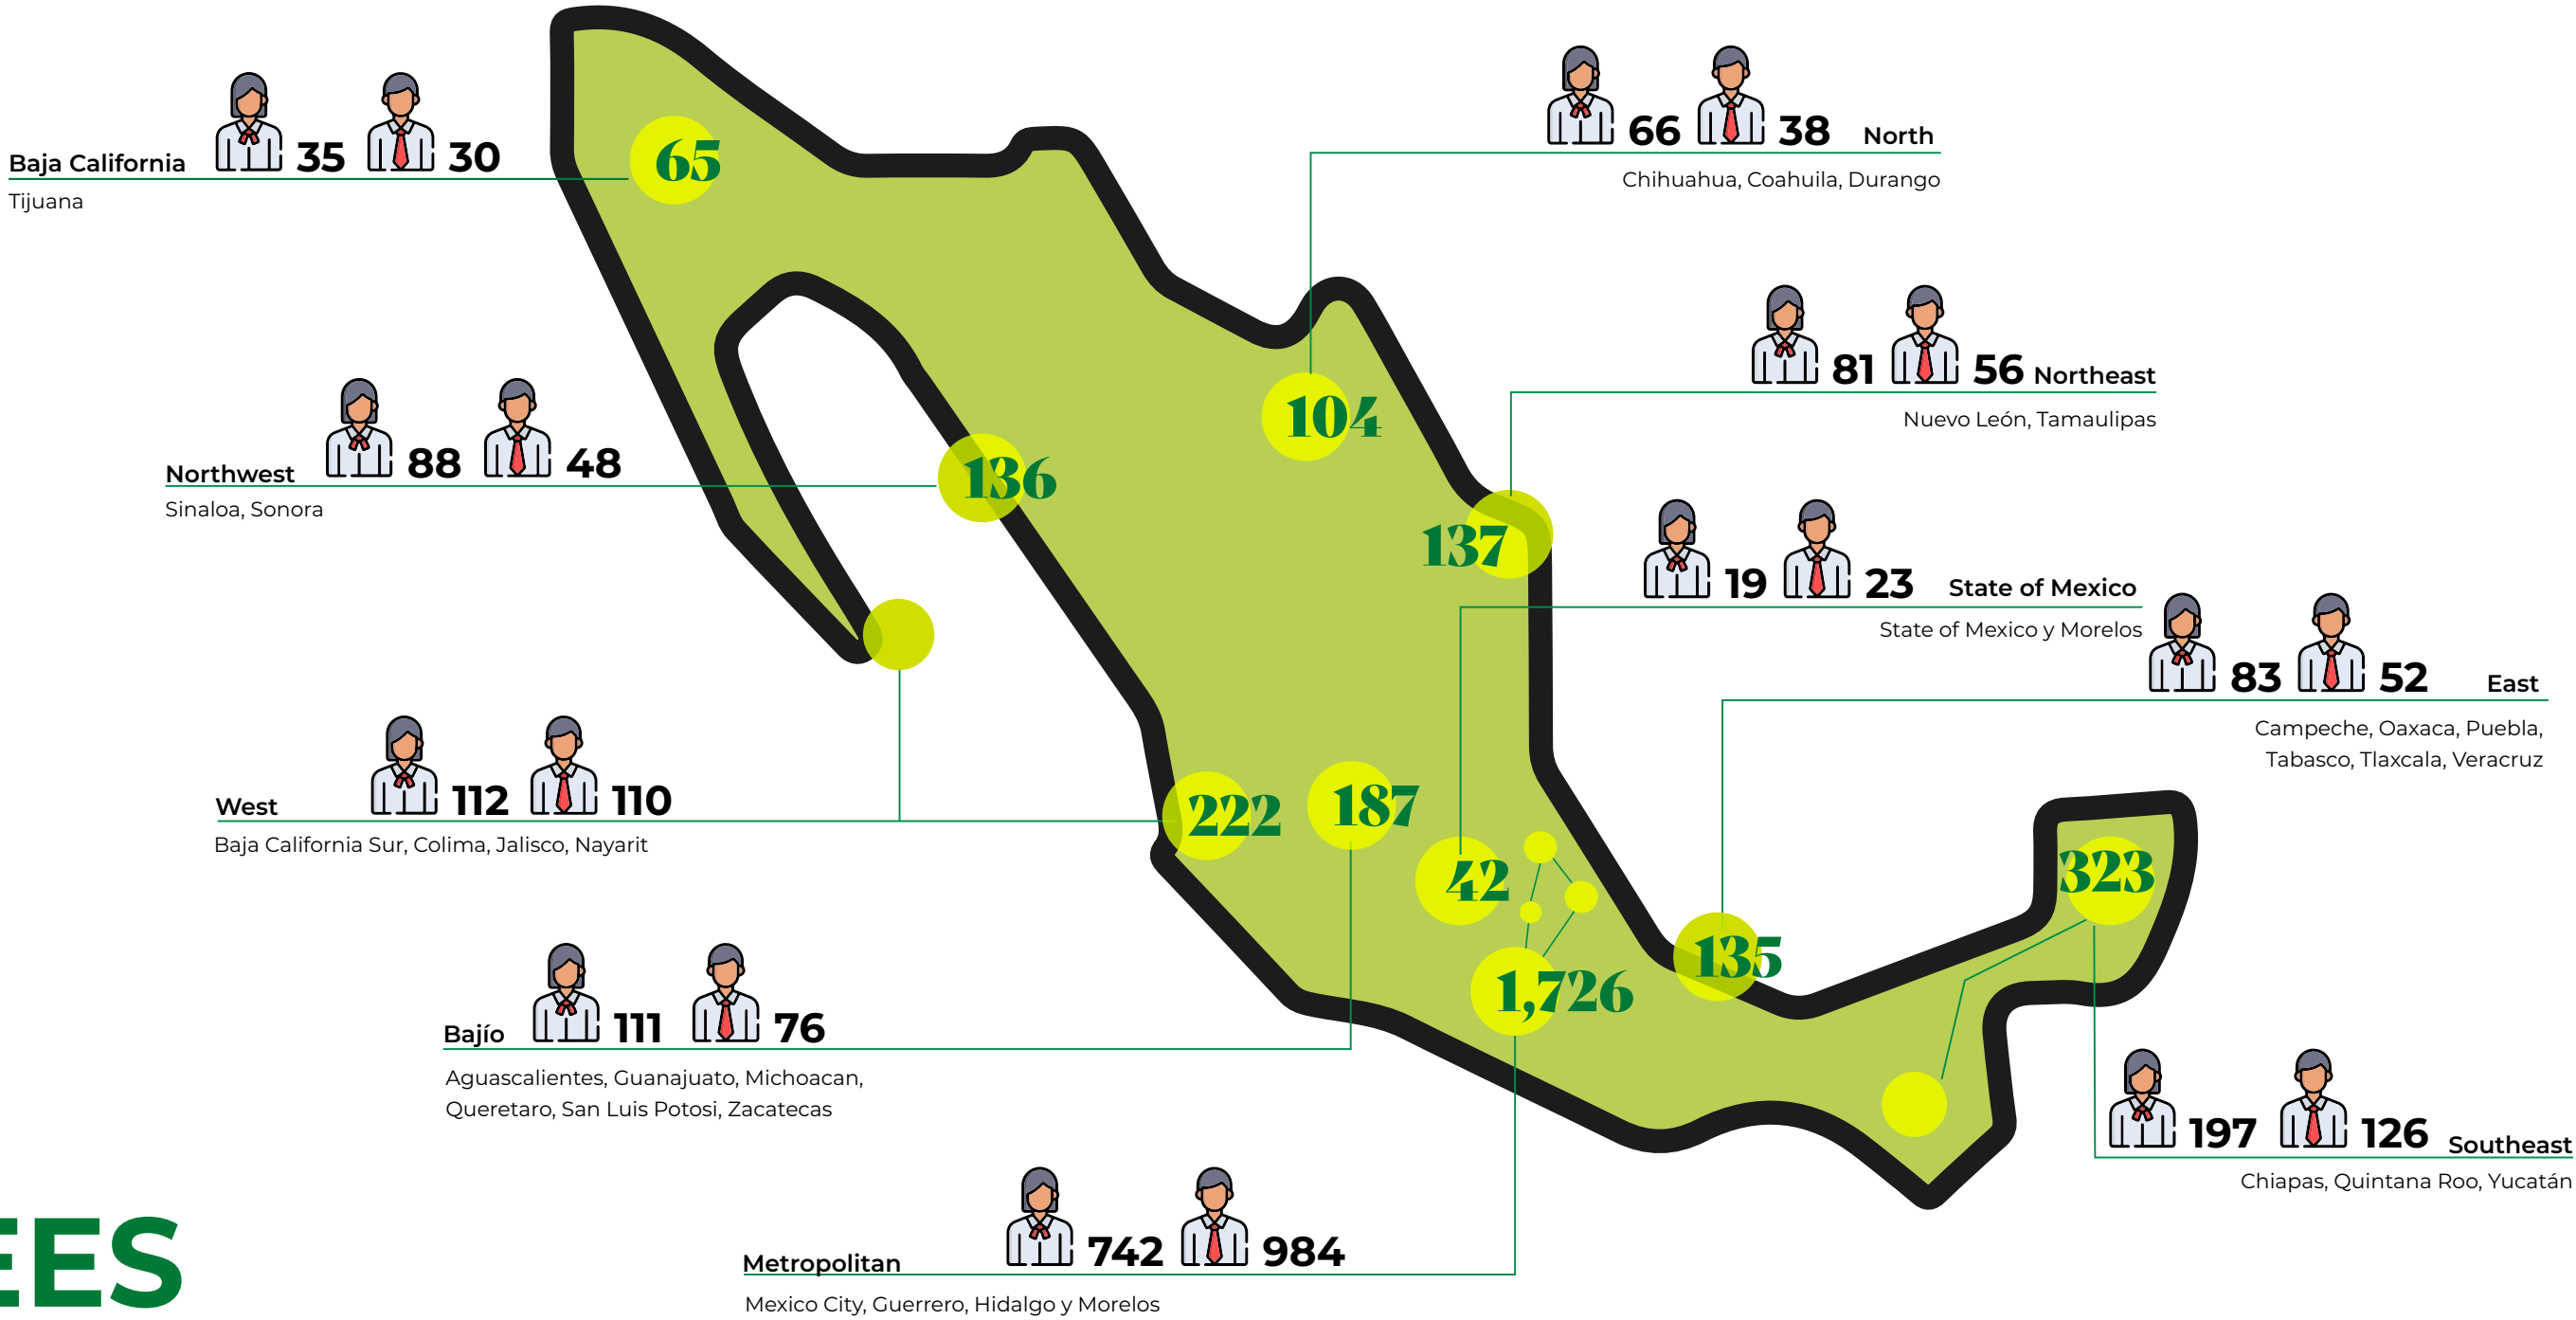 66 38 North
Chihuahua, Coahuila, Durango
Baja California 35 30
Tijuana
65
81 56 Northeast
Nuevo León, Tamaulipas
104
Northwest 88 48
Sinaloa, Sonora
136
137
19 23 State of Mexico
State of Mexico y Morelos
83 52 East
Campeche, Oaxaca, Puebla,
Tabasco, Tlaxcala, Veracruz
West 112 110
Baja California Sur, Colima, Jalisco, Nayarit
222
187
42
323
135
1,726
Bajío 111 76
Aguascalientes, Guanajuato, Michoacan,
Queretaro, San Luis Potosi, Zacatecas
197 126 Southeast
Chiapas, Quintana Roo, Yucatán
Metropolitan 742 984
Mexico City, Guerrero, Hidalgo y Morelos
EES